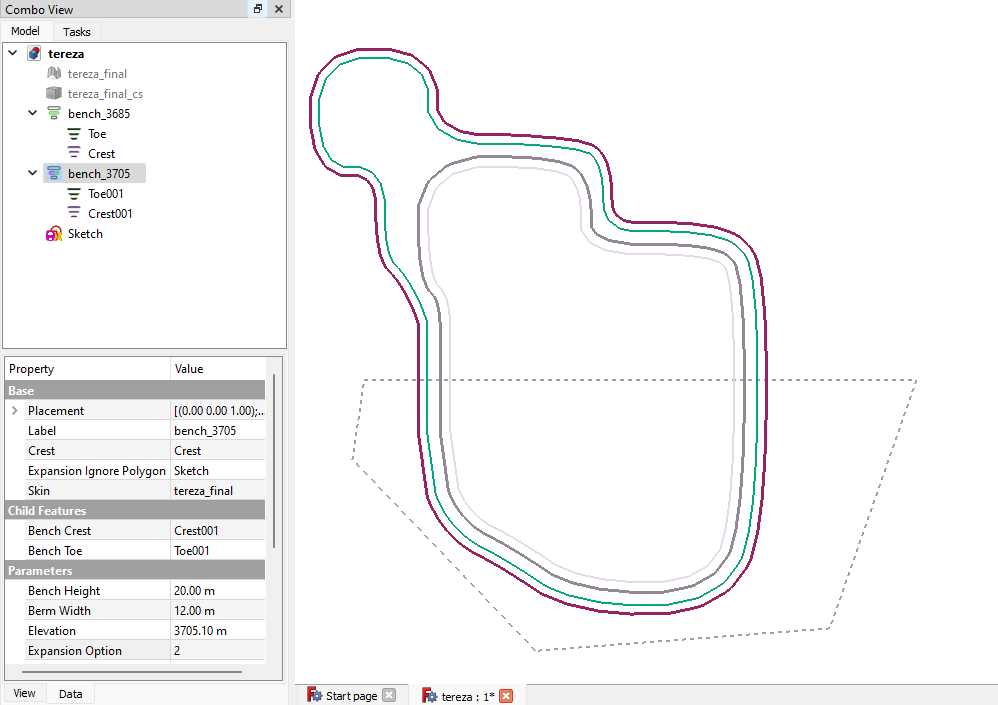 Combo View
Model Tasks
tereza
tereza_final
tereza_final_cs
bench_3685
Toe
Crest
bench_3705
Toe001
Crest001
Sketch
Property Value
Base
Placement [(0.00 0.00 1.00);...
Label bench_3705
Crest Crest
Expansion Ignore Polygon Sketch
Skin tereza_final
Child Features
Bench Crest Crest001
Bench Toe Toe001
Parameters
Bench Height 20.00 m
Berm Width 12.00 m
Elevation 3705.10 m
Expansion Option 2
View Data
Start page
tereza : 1*